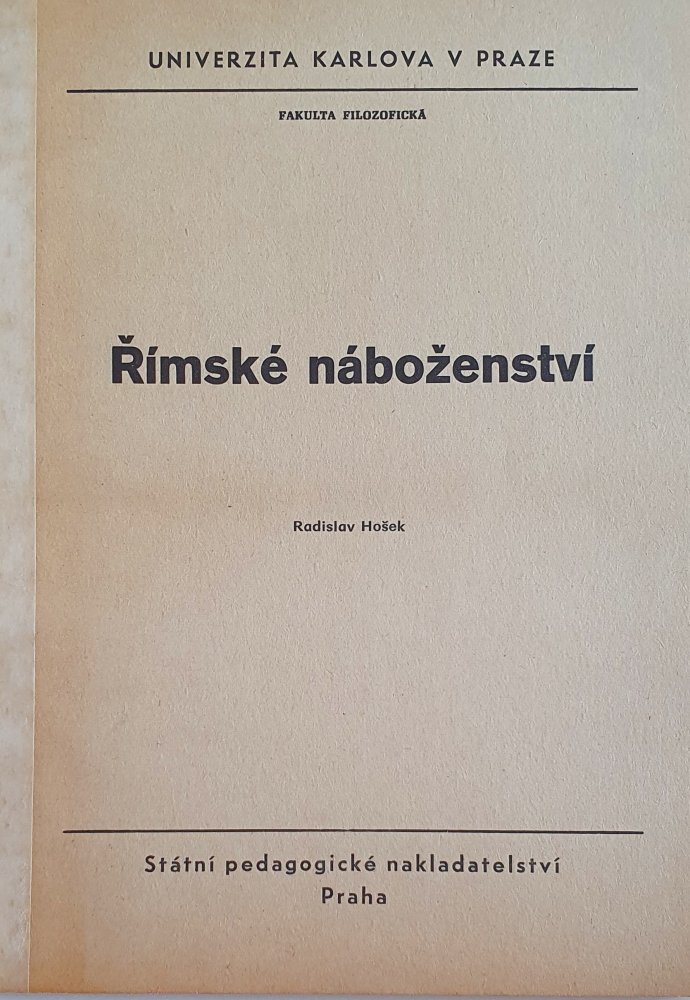 UNIVERZITA KARLOVA V PRAZE
FAKULTA FILOZOFICKÁ
Římské náboženství
Radislav Hošek
Státní pedagogické nakladatelství
Praha